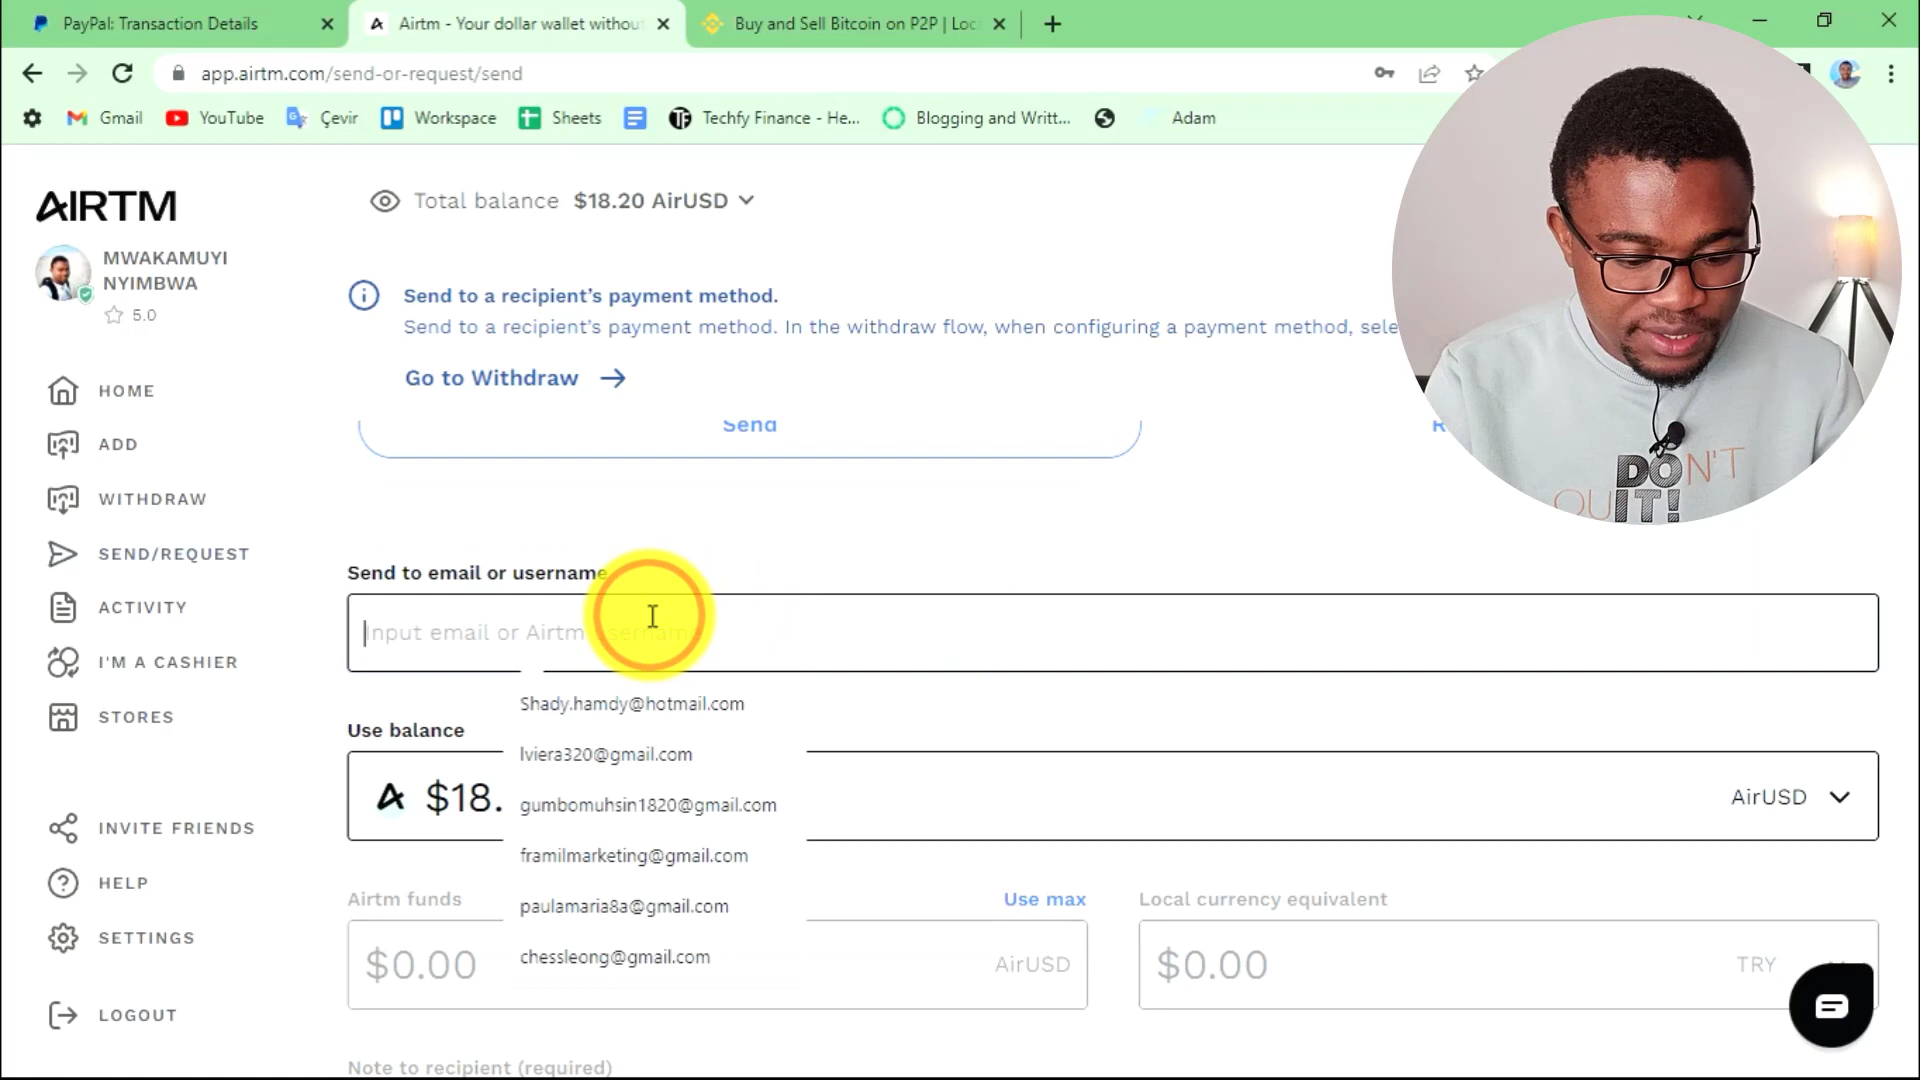 PayPal: Transaction Details
Airtm - Your dollar wallet withou
Buy and Sell Bitcoin on P2P | Loc
app.airtm.com/send-or-request/send
Gmail
YouTube
Çevir
Workspace
Sheets
Techfy Finance - He...
Blogging and Writt...
Adam
AIRTM
Total balance $18.20 AirUSD
MWAKAMUYI
NYIMBWA
5.0
Send to a recipient's payment method.
Send to a recipient's payment method. In the withdraw flow, when configuring a payment method, sele
Go to Withdraw
Send
HOME
ADD
WITHDRAW
SEND/REQUEST
ACTIVITY
I'M A CASHIER
STORES
INVITE FRIENDS
HELP
SETTINGS
LOGOUT
Send to email or username
Input email or Airtm username
Shady.hamdy@hotmail.com
lviera320@gmail.com
gumbomuhsin1820@gmail.com
framilmarketing@gmail.com
paulamaria8a@gmail.com
chessleong@gmail.com
Use balance
$18.
AirUSD
Airtm funds
Use max
Local currency equivalent
$0.00
AirUSD
$0.00
TRY
Note to recipient (required)
DON'T
QUIT!